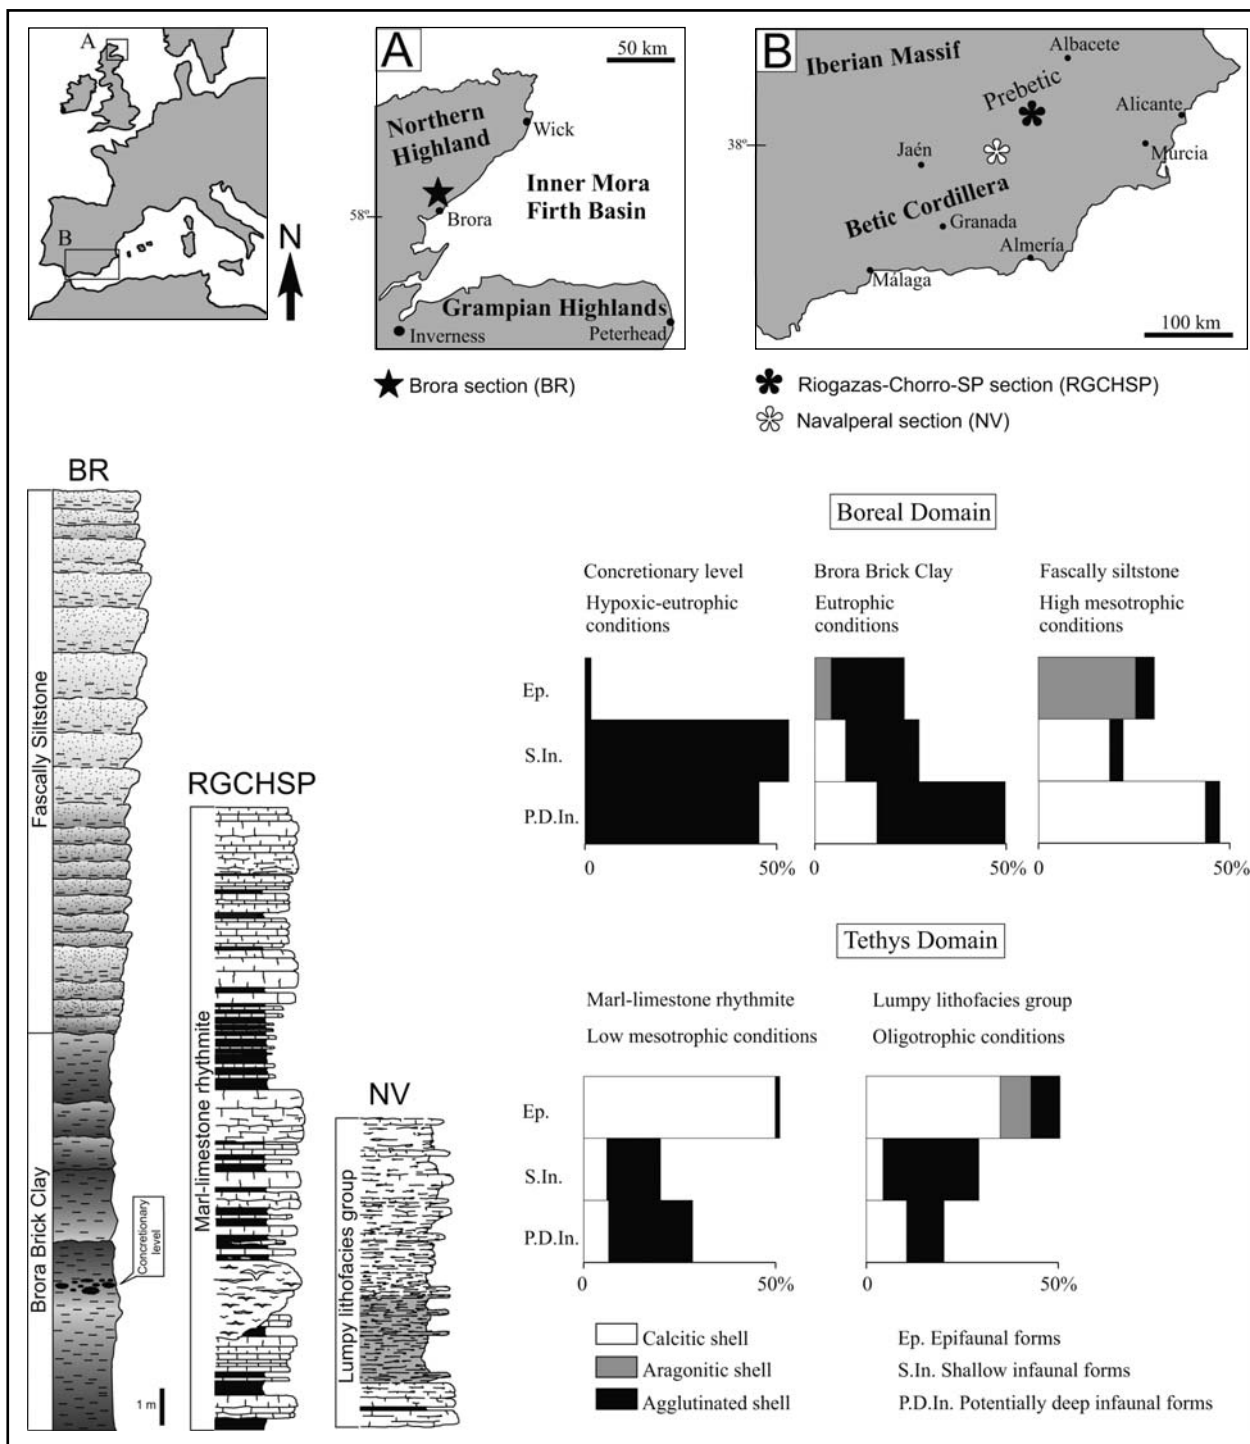 A
B
N
A
50 km
Northern
Highland
Wick
Inner Mora
Firth Basin
58º
Brora
Grampian Highlands
Inverness
Peterhead
B
Iberian Massif
Albacete
Prebetic
Alicante
38º
Jaén
Murcia
Betic Cordillera
Granada
Almería
Málaga
100 km
Brora section (BR)
Riogazas-Chorro-SP section (RGCHSP)
Navalperal section (NV)
BR
Fascally Siltstone
Brora Brick Clay
Concretionary
level
1 m
RGCHSP
Marl-limestone rhythmite
NV
Lumpy lithofacies group
Boreal Domain
Concretionary level
Hypoxic-eutrophic
conditions
Brora Brick Clay
Eutrophic
conditions
Fascally siltstone
High mesotrophic
conditions
Ep.
S.In.
P.D.In.
0 50% 0 50% 0 50%
Tethys Domain
Marl-limestone rhythmite
Low mesotrophic conditions
Lumpy lithofacies group
Oligotrophic conditions
Ep.
S.In.
P.D.In.
0 50% 0 50%
Calcitic shell
Aragonitic shell
Agglutinated shell
Ep. Epifaunal forms
S.In. Shallow infaunal forms
P.D.In. Potentially deep infaunal forms